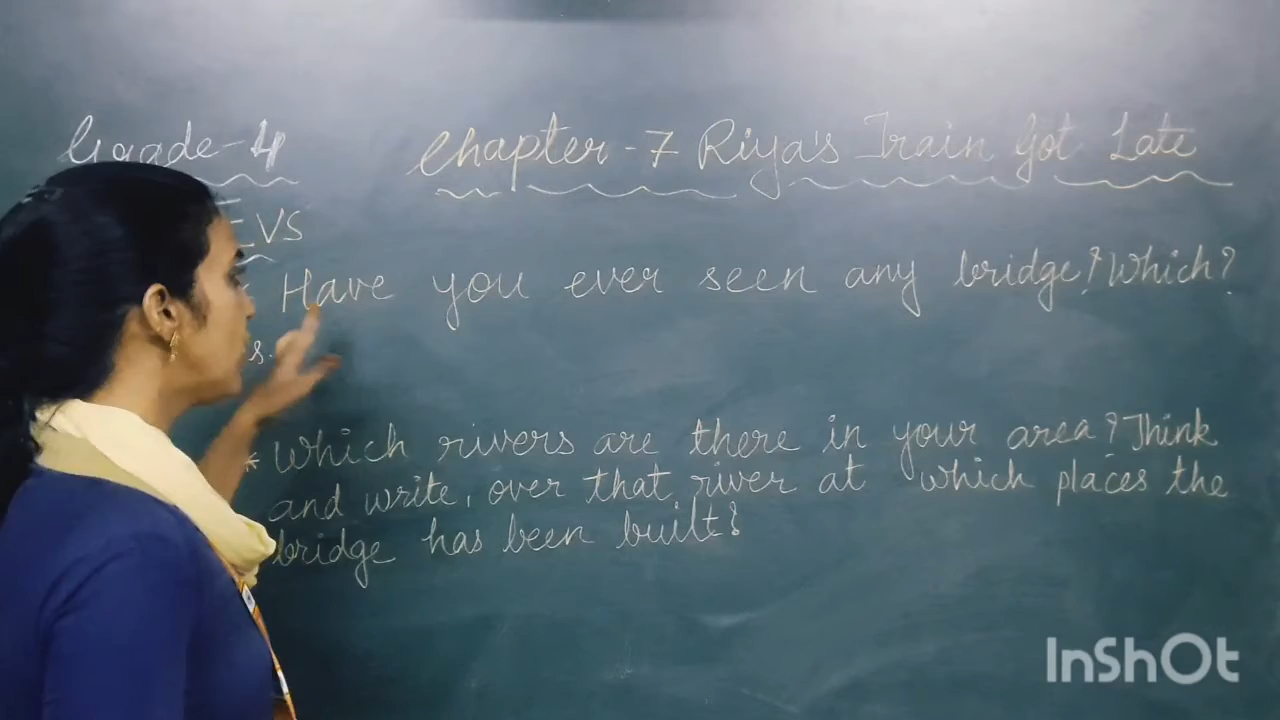 Grade-4 Chapter-7 Riya's Train Got Late
EVS
Have you ever seen any bridge? Which?
s.
* Which rivers are there in your area? Think
and write, over that river at which places the
bridge has been built?
InShOt